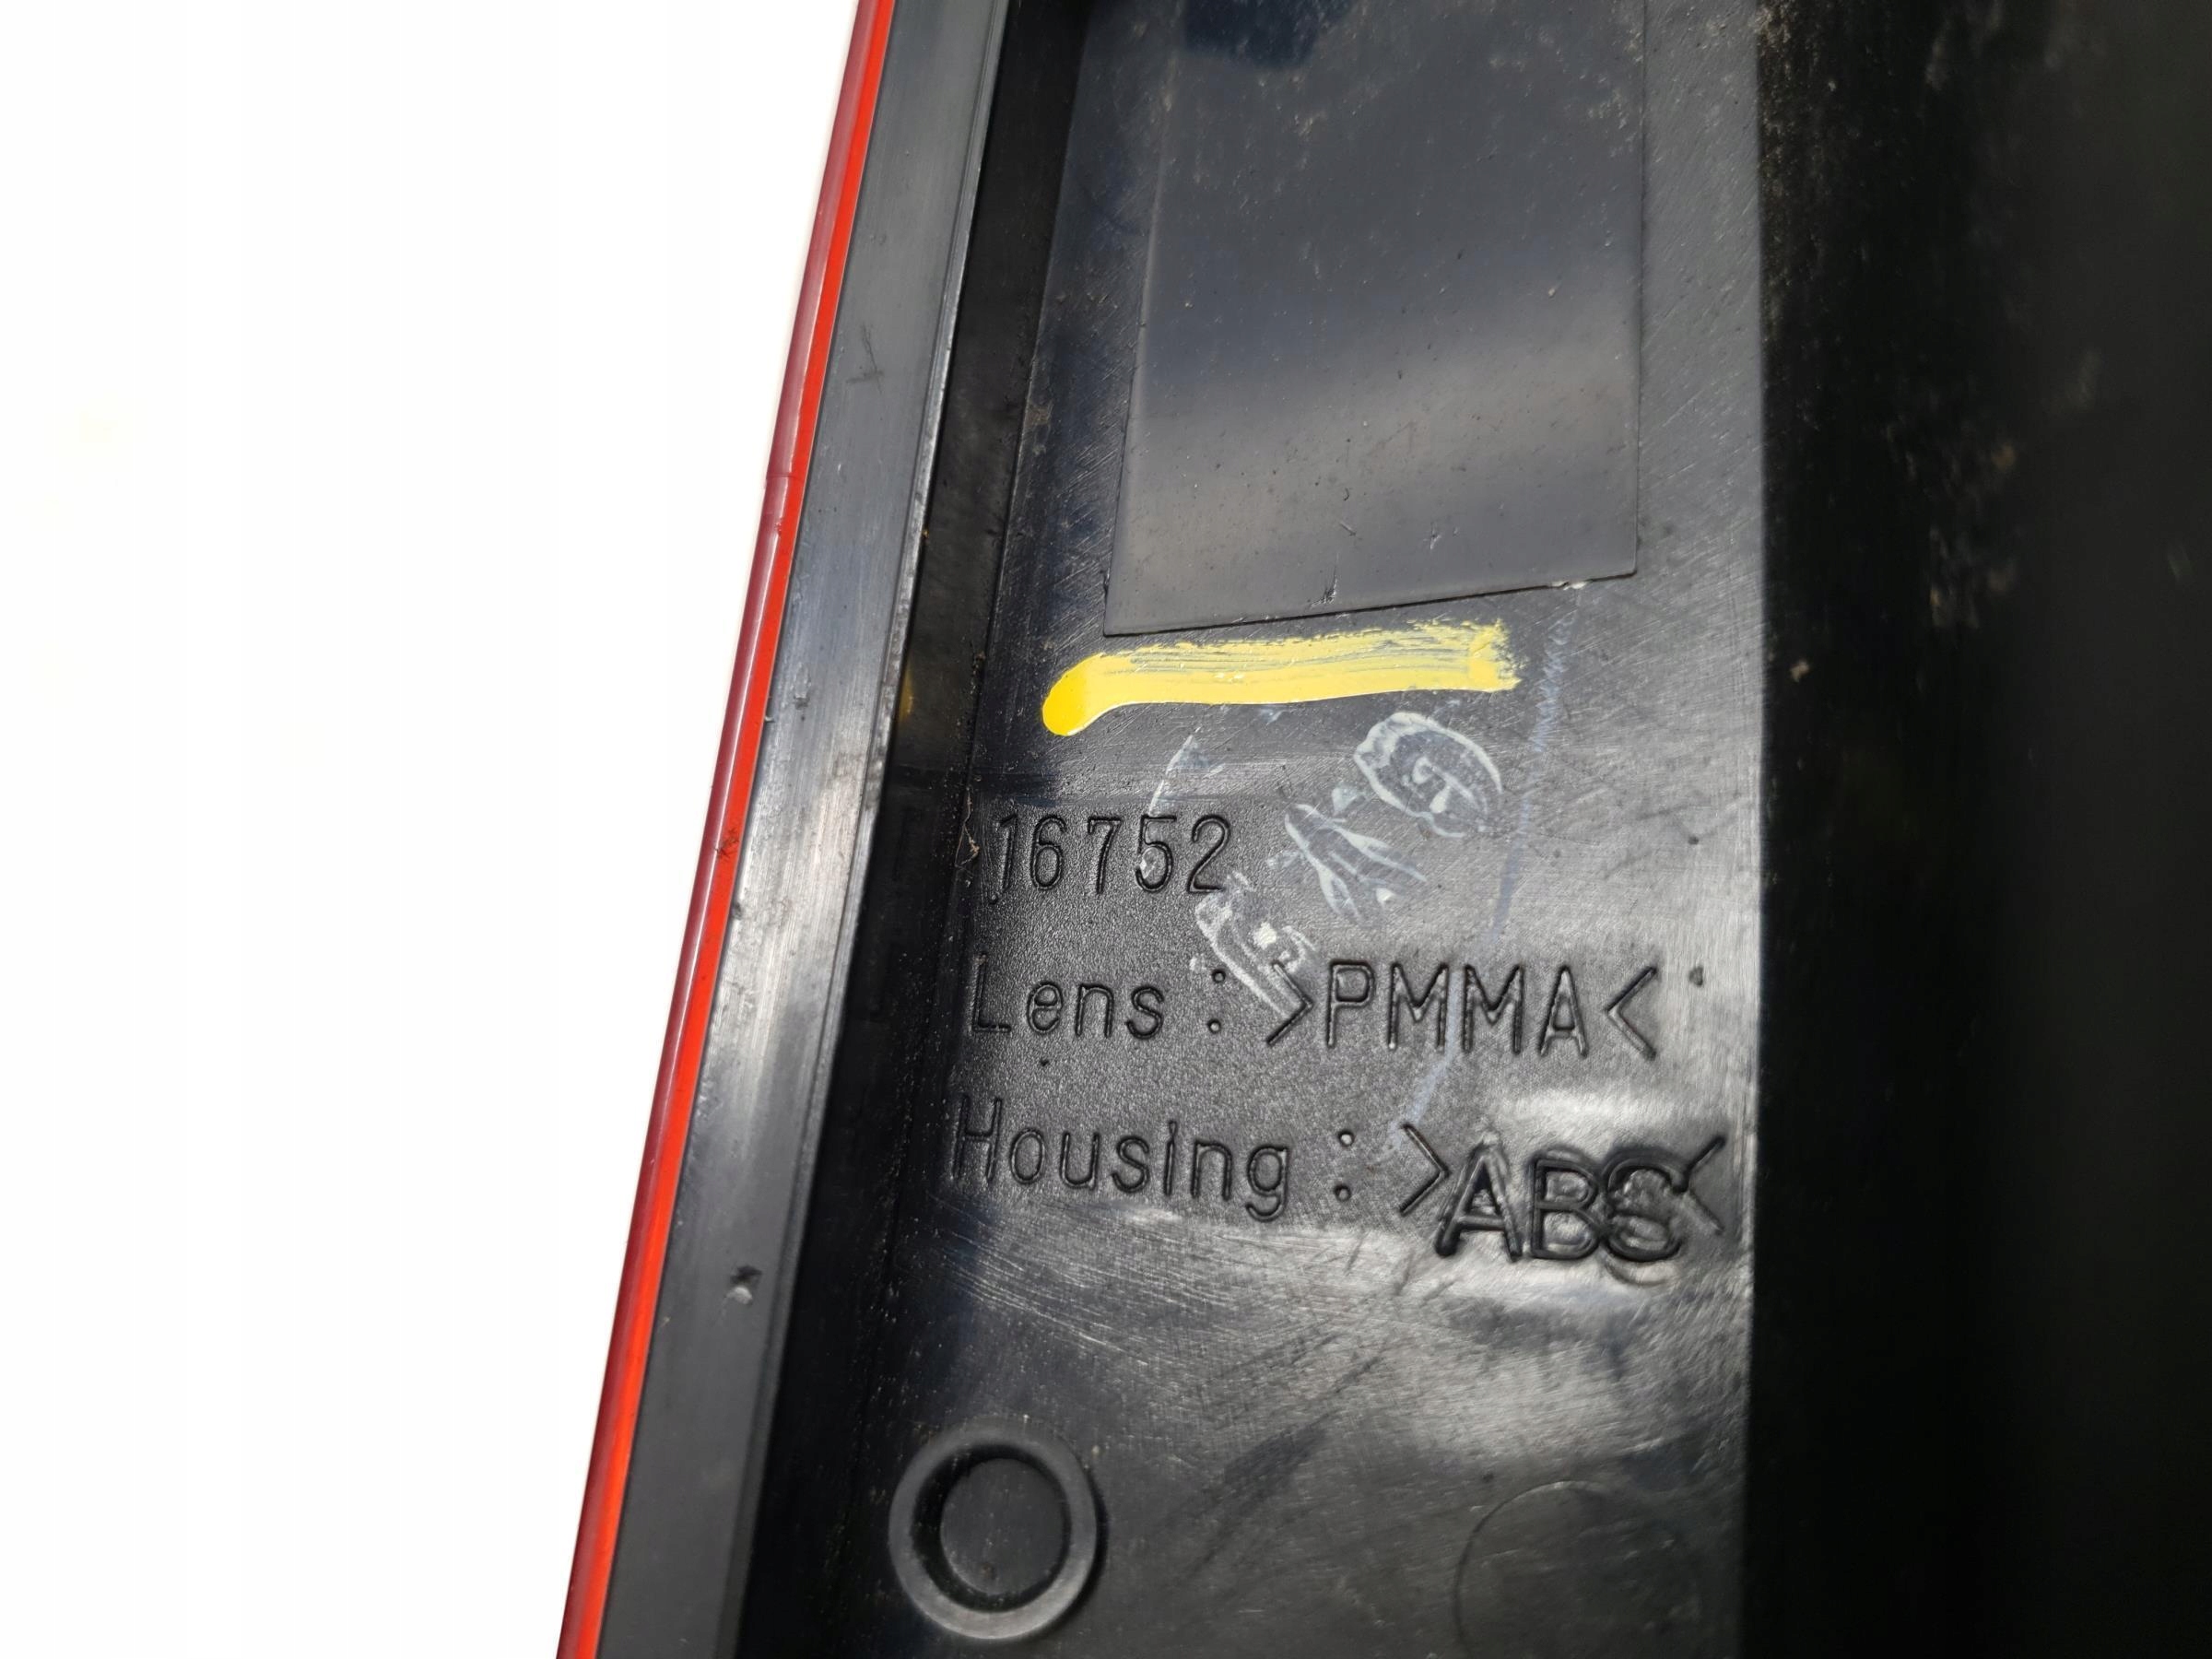 16752
Lens : >PMMA<
Housing : >ABS<